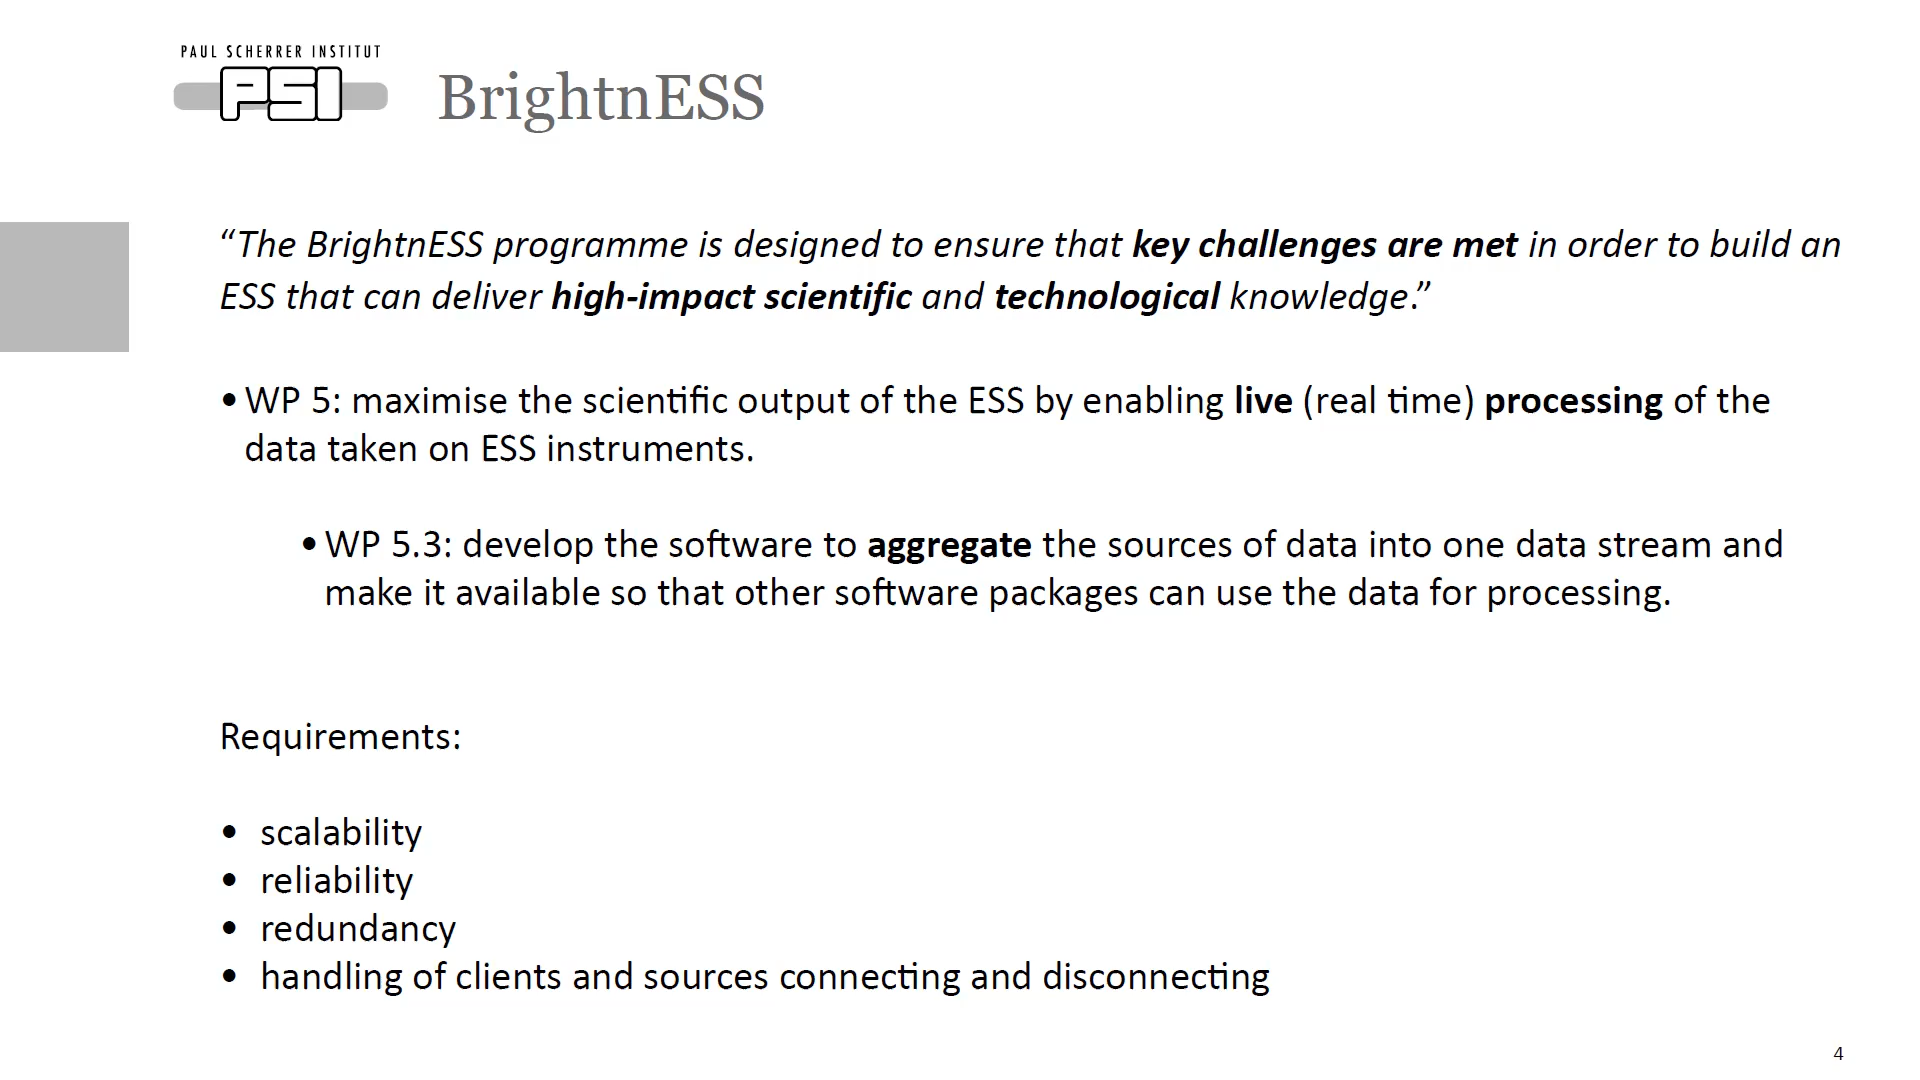 PAUL SCHERRER INSTITUT
PSI
BrightnESS
“The BrightnESS programme is designed to ensure that key challenges are met in order to build an
ESS that can deliver high-impact scientific and technological knowledge.”
• WP 5: maximise the scientific output of the ESS by enabling live (real time) processing of the
data taken on ESS instruments.
• WP 5.3: develop the software to aggregate the sources of data into one data stream and
make it available so that other software packages can use the data for processing.
Requirements:
• scalability
• reliability
• redundancy
• handling of clients and sources connecting and disconnecting
4